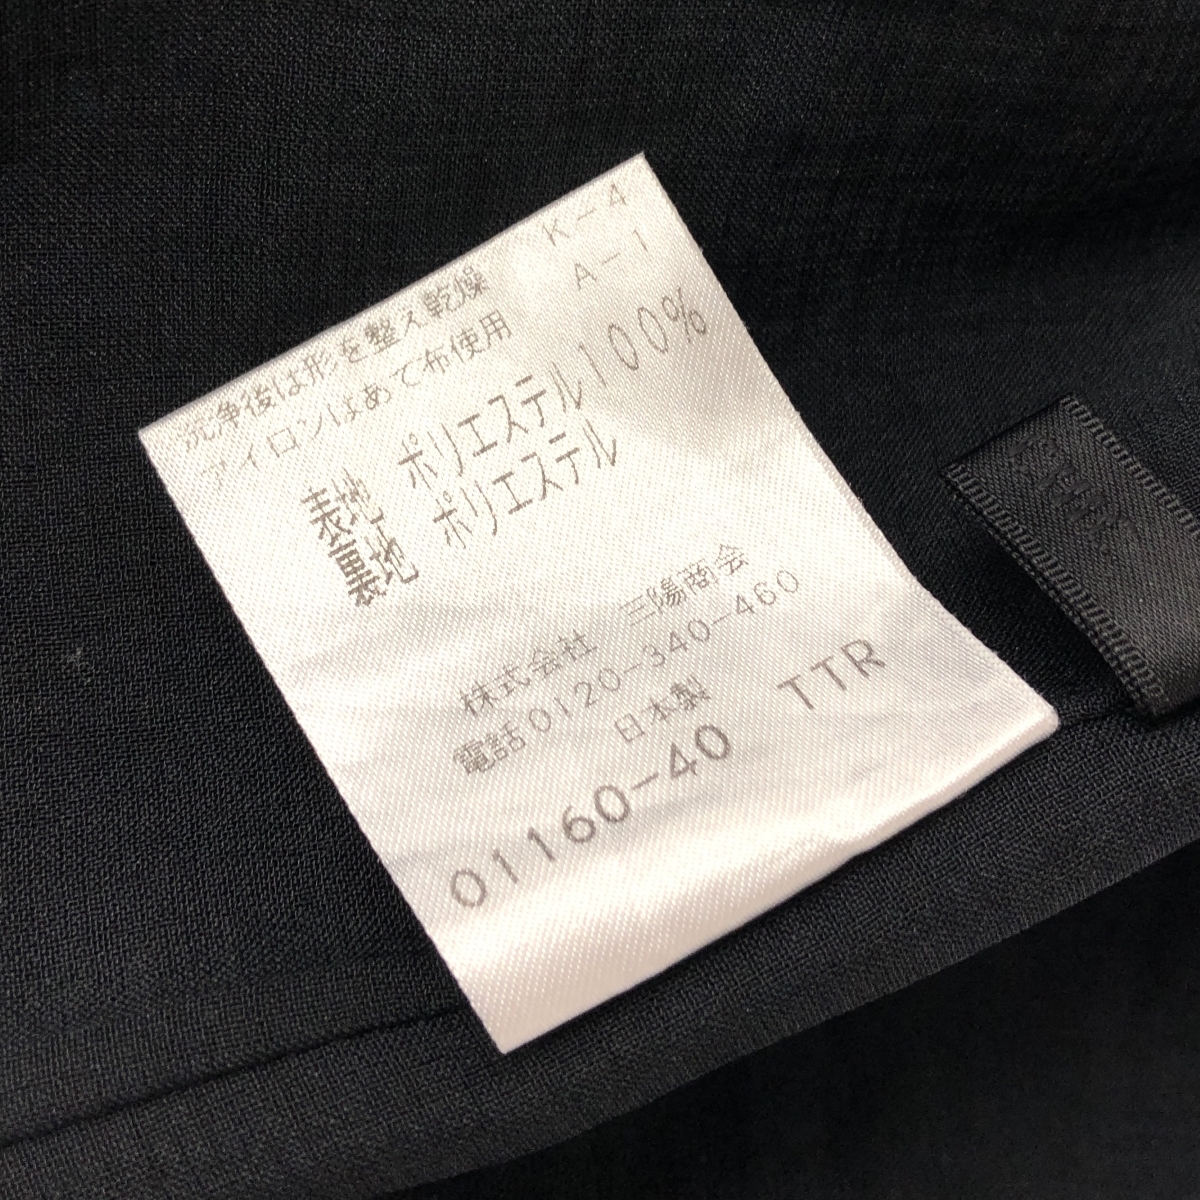 K-4
A-1
洗浄後は形を整え乾燥
アイロンはあて布使用
表地 ポリエステル100%
裏地 ポリエステル
株式会社 三陽商会
電話0120-340-460
日本製
01160-40 TTR